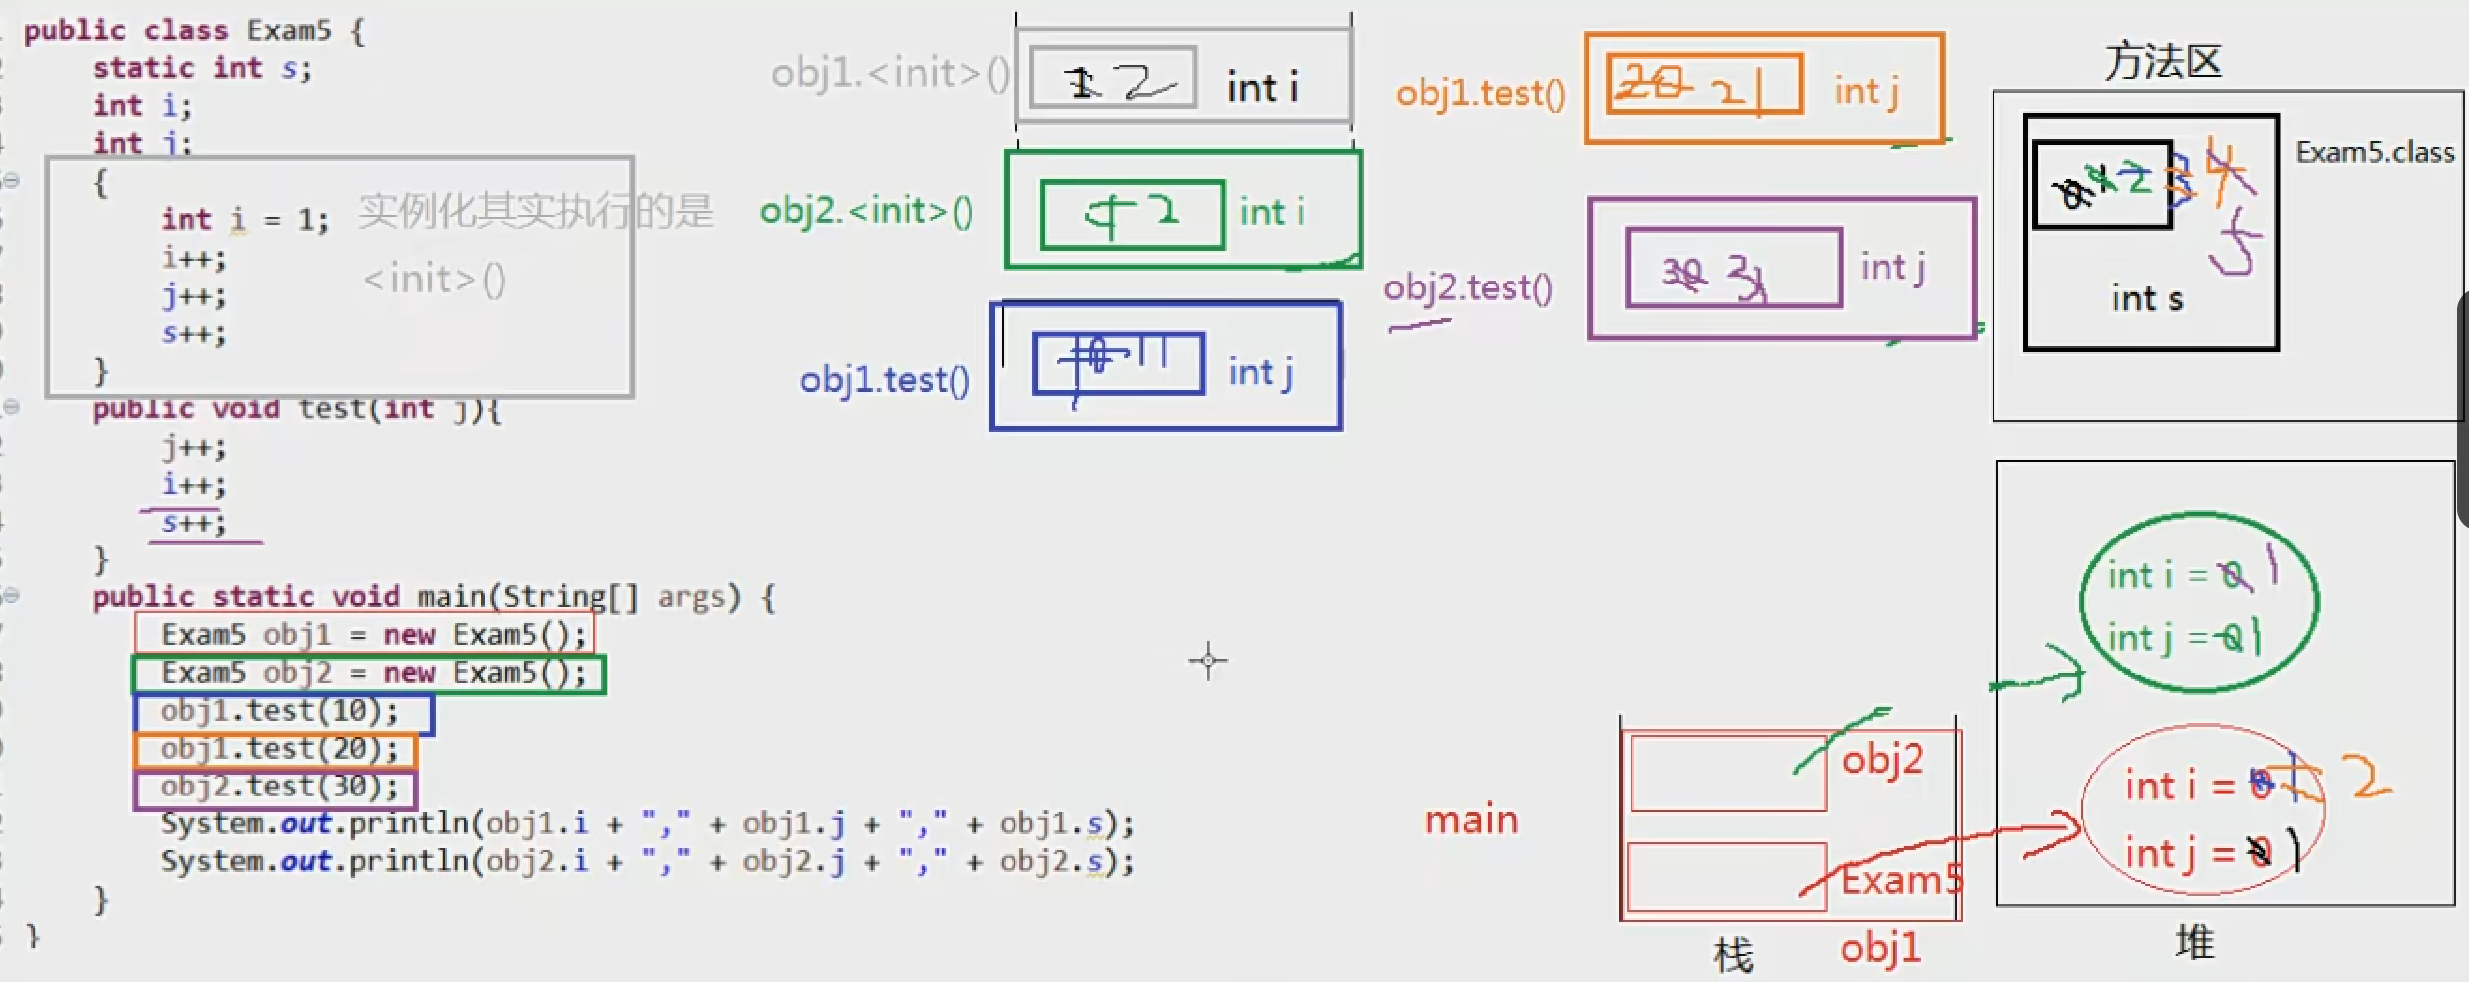 public class Exam5 {
static int s;
int i;
int j;
{
int i = 1;
i++;
j++;
s++;
}
实例化其实执行的是
<init>()
public void test(int j){
j++;
i++;
s++;
}
public static void main(String[] args) {
Exam5 obj1 = new Exam5();
Exam5 obj2 = new Exam5();
obj1.test(10);
obj1.test(20);
obj2.test(30);
System.out.println(obj1.i + "," + obj1.j + "," + obj1.s);
System.out.println(obj2.i + "," + obj2.j + "," + obj2.s);
}
}
obj1.<init>() 1 2 int i
obj2.<init>() 1 2 int i
obj1.test() 10 11 int j
obj1.test() 20 21 int j
obj2.test() 30 31 int j
方法区
Exam5.class
0 1 2 3 4
5
int s
int i = 0 1
int j = 0 1
int i = 0 1 2
int j = 0 1
堆
main
obj2
Exam5
obj1
栈